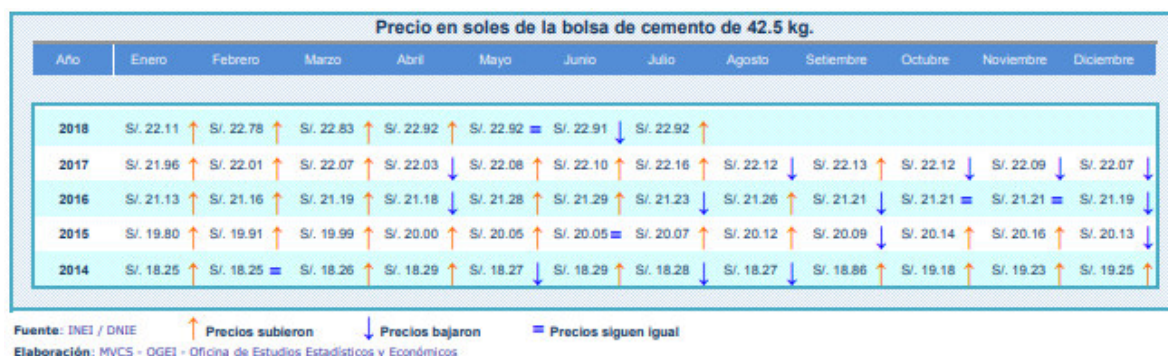 Precio en soles de la bolsa de cemento de 42.5 kg.
Año Enero Febrero Marzo Abril Mayo Junio Julio Agosto Setiembre Octubre Noviembre Diciembre
2018 S/. 22.11 ↑ S/. 22.78 ↑ S/. 22.83 ↑ S/. 22.92 ↑ S/. 22.92 = S/. 22.91 ↓ S/. 22.92 ↑
2017 S/. 21.96 ↑ S/. 22.01 ↑ S/. 22.07 ↑ S/. 22.03 ↓ S/. 22.08 ↑ S/. 22.10 ↑ S/. 22.16 ↑ S/. 22.12 ↓ S/. 22.13 ↑ S/. 22.12 ↓ S/. 22.09 ↓ S/. 22.07 ↓
2016 S/. 21.13 ↑ S/. 21.16 ↑ S/. 21.19 ↑ S/. 21.18 ↓ S/. 21.28 ↑ S/. 21.29 ↑ S/. 21.23 ↓ S/. 21.26 ↑ S/. 21.21 ↓ S/. 21.21 = S/. 21.21 = S/. 21.19 ↓
2015 S/. 19.80 ↑ S/. 19.91 ↑ S/. 19.99 ↑ S/. 20.00 ↑ S/. 20.05 ↑ S/. 20.05 = S/. 20.07 ↑ S/. 20.12 ↑ S/. 20.09 ↓ S/. 20.14 ↑ S/. 20.16 ↑ S/. 20.13 ↓
2014 S/. 18.25 ↑ S/. 18.25 = S/. 18.26 ↑ S/. 18.29 ↑ S/. 18.27 ↓ S/. 18.29 ↑ S/. 18.28 ↓ S/. 18.27 ↓ S/. 18.86 ↑ S/. 19.18 ↑ S/. 19.23 ↑ S/. 19.25 ↑
Fuente: INEI / DNIE ↑ Precios subieron ↓ Precios bajaron = Precios siguen igual
Elaboración: MVCS - OGEI - Oficina de Estudios Estadísticos y Económicos